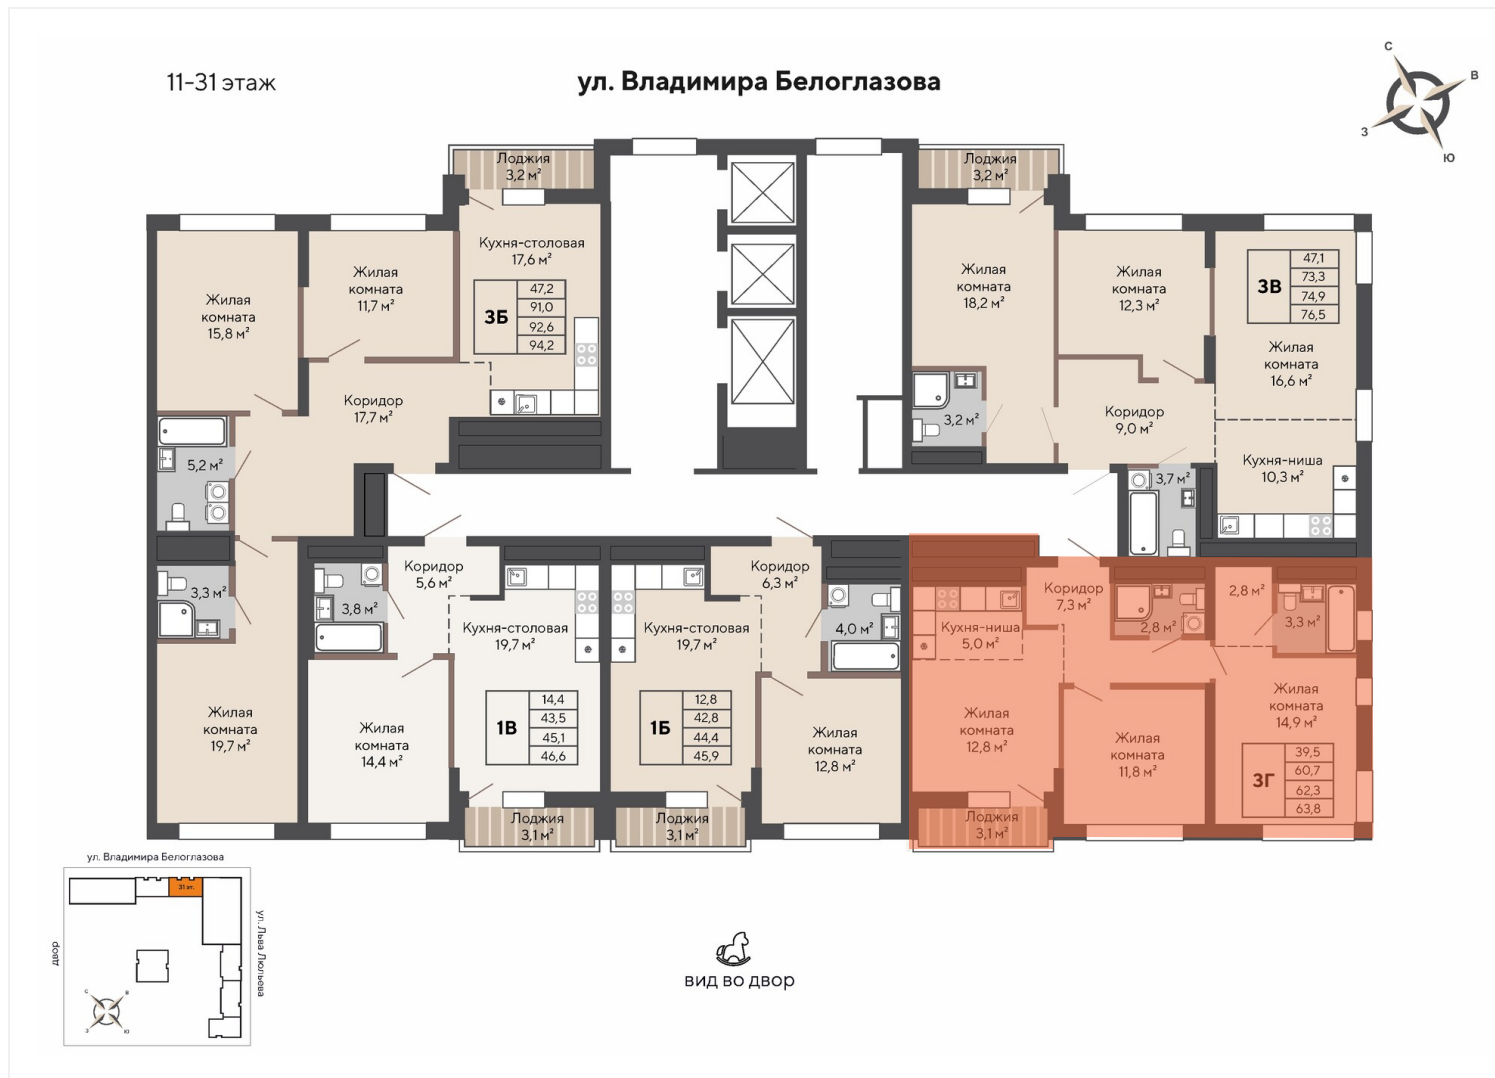 11-31 этаж
ул. Владимира Белоглазова
С
В
З
Ю
Лоджия
3,2 м²
Кухня-столовая
17,6 м²
3Б
47,2
91,0
92,6
94,2
Жилая
комната
11,7 м²
Жилая
комната
15,8 м²
Коридор
17,7 м²
5,2 м²
3,3 м²
Жилая
комната
19,7 м²
Лоджия
3,2 м²
Жилая
комната
18,2 м²
Жилая
комната
12,3 м²
3В
47,1
73,3
74,9
76,5
Жилая
комната
16,6 м²
3,2 м²
Коридор
9,0 м²
Кухня-ниша
10,3 м²
3,7 м²
Коридор
5,6 м²
3,8 м²
Кухня-столовая
19,7 м²
1В
14,4
43,5
45,1
46,6
Жилая
комната
14,4 м²
Лоджия
3,1 м²
Коридор
6,3 м²
4,0 м²
Кухня-столовая
19,7 м²
1Б
12,8
42,8
44,4
45,9
Жилая
комната
12,8 м²
Лоджия
3,1 м²
Коридор
7,3 м²
Кухня-ниша
5,0 м²
2,8 м²
2,8 м²
3,3 м²
Жилая
комната
12,8 м²
Жилая
комната
11,8 м²
Жилая
комната
14,9 м²
3Г
39,5
60,7
62,3
63,8
Лоджия
3,1 м²
ул. Владимира Белоглазова
31 эт.
двор
ул. Льва Люльева
С
В
З
Ю
вид во двор